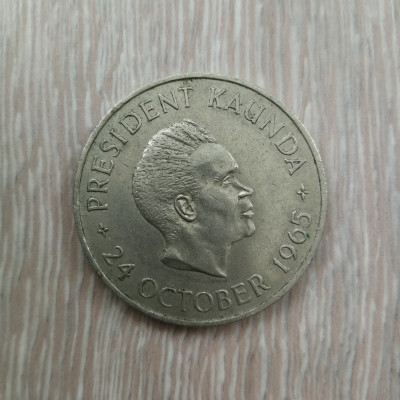 PRESIDENT KAUNDA
24 OCTOBER 1965